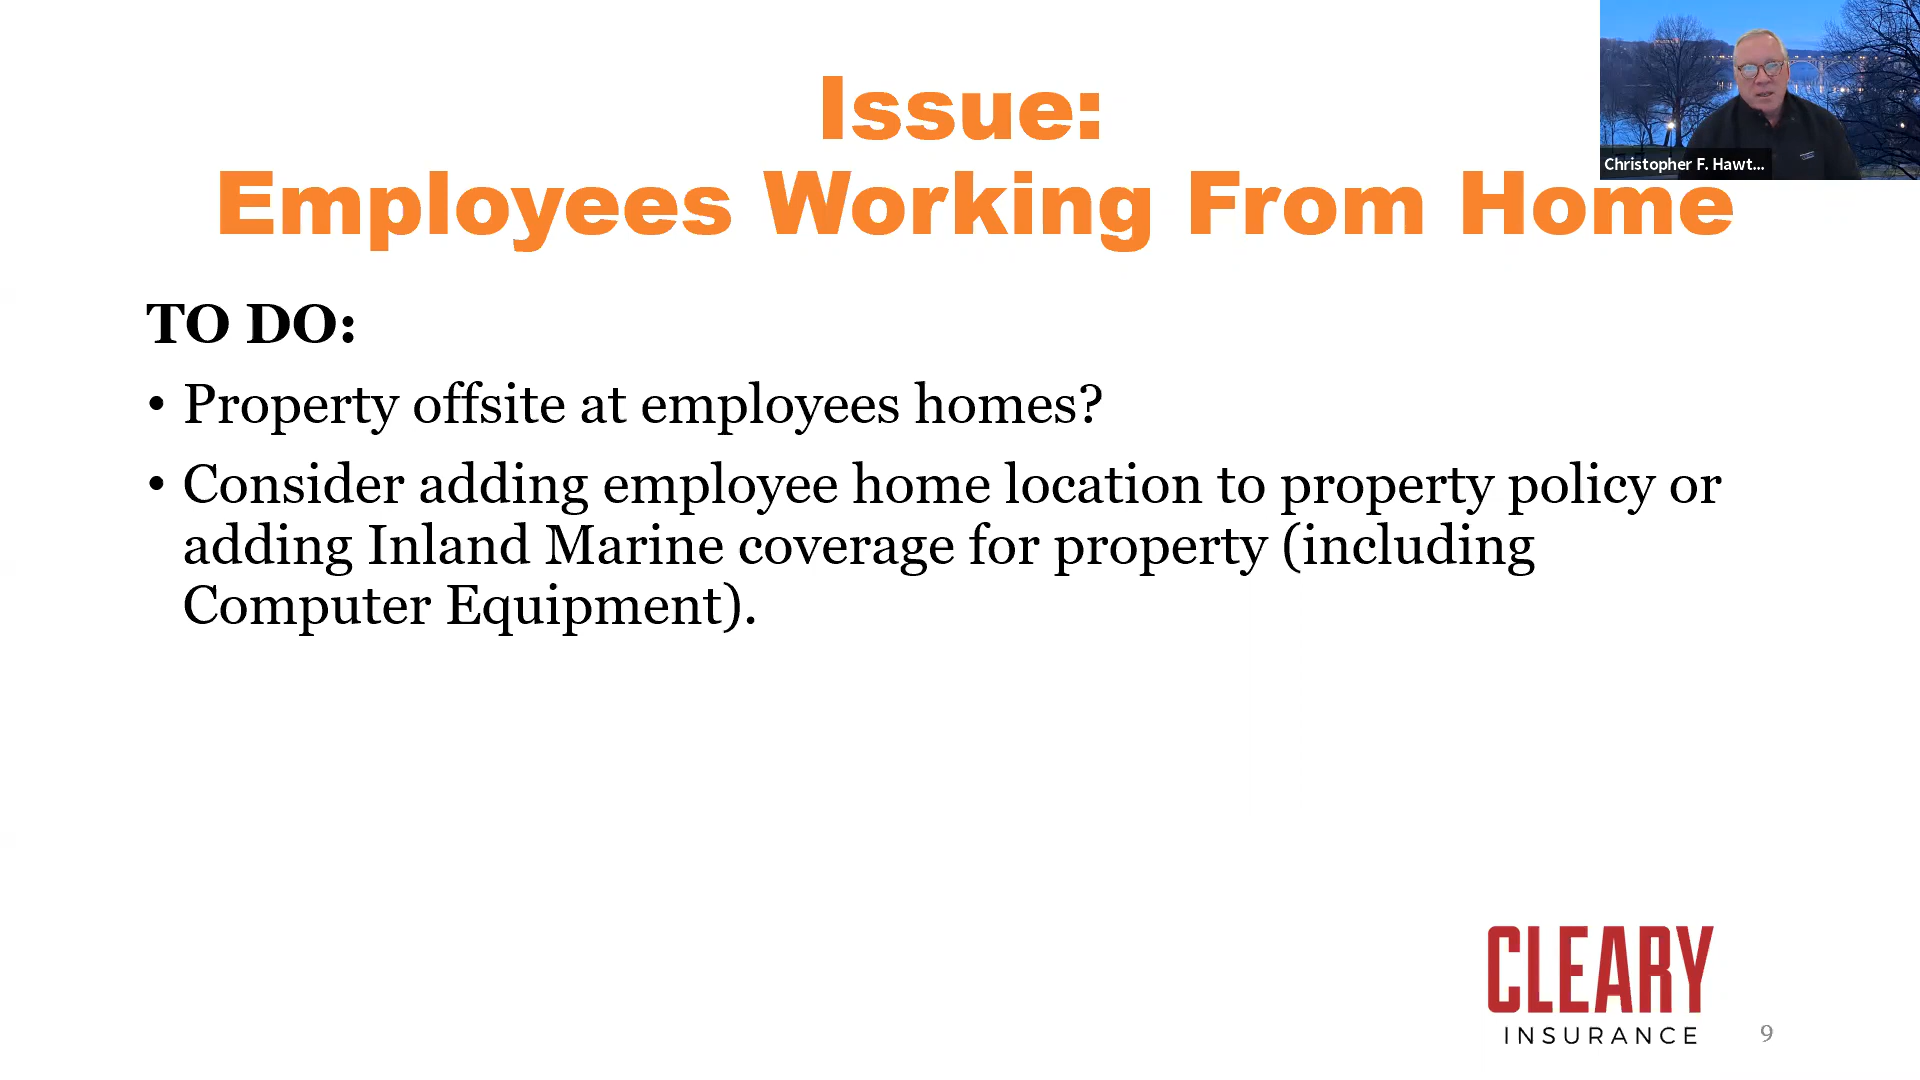 Issue:
Employees Working From Home
Christopher F. Hawt...
TO DO:
• Property offsite at employees homes?
• Consider adding employee home location to property policy or
adding Inland Marine coverage for property (including
Computer Equipment).
CLEARY
INSURANCE
9